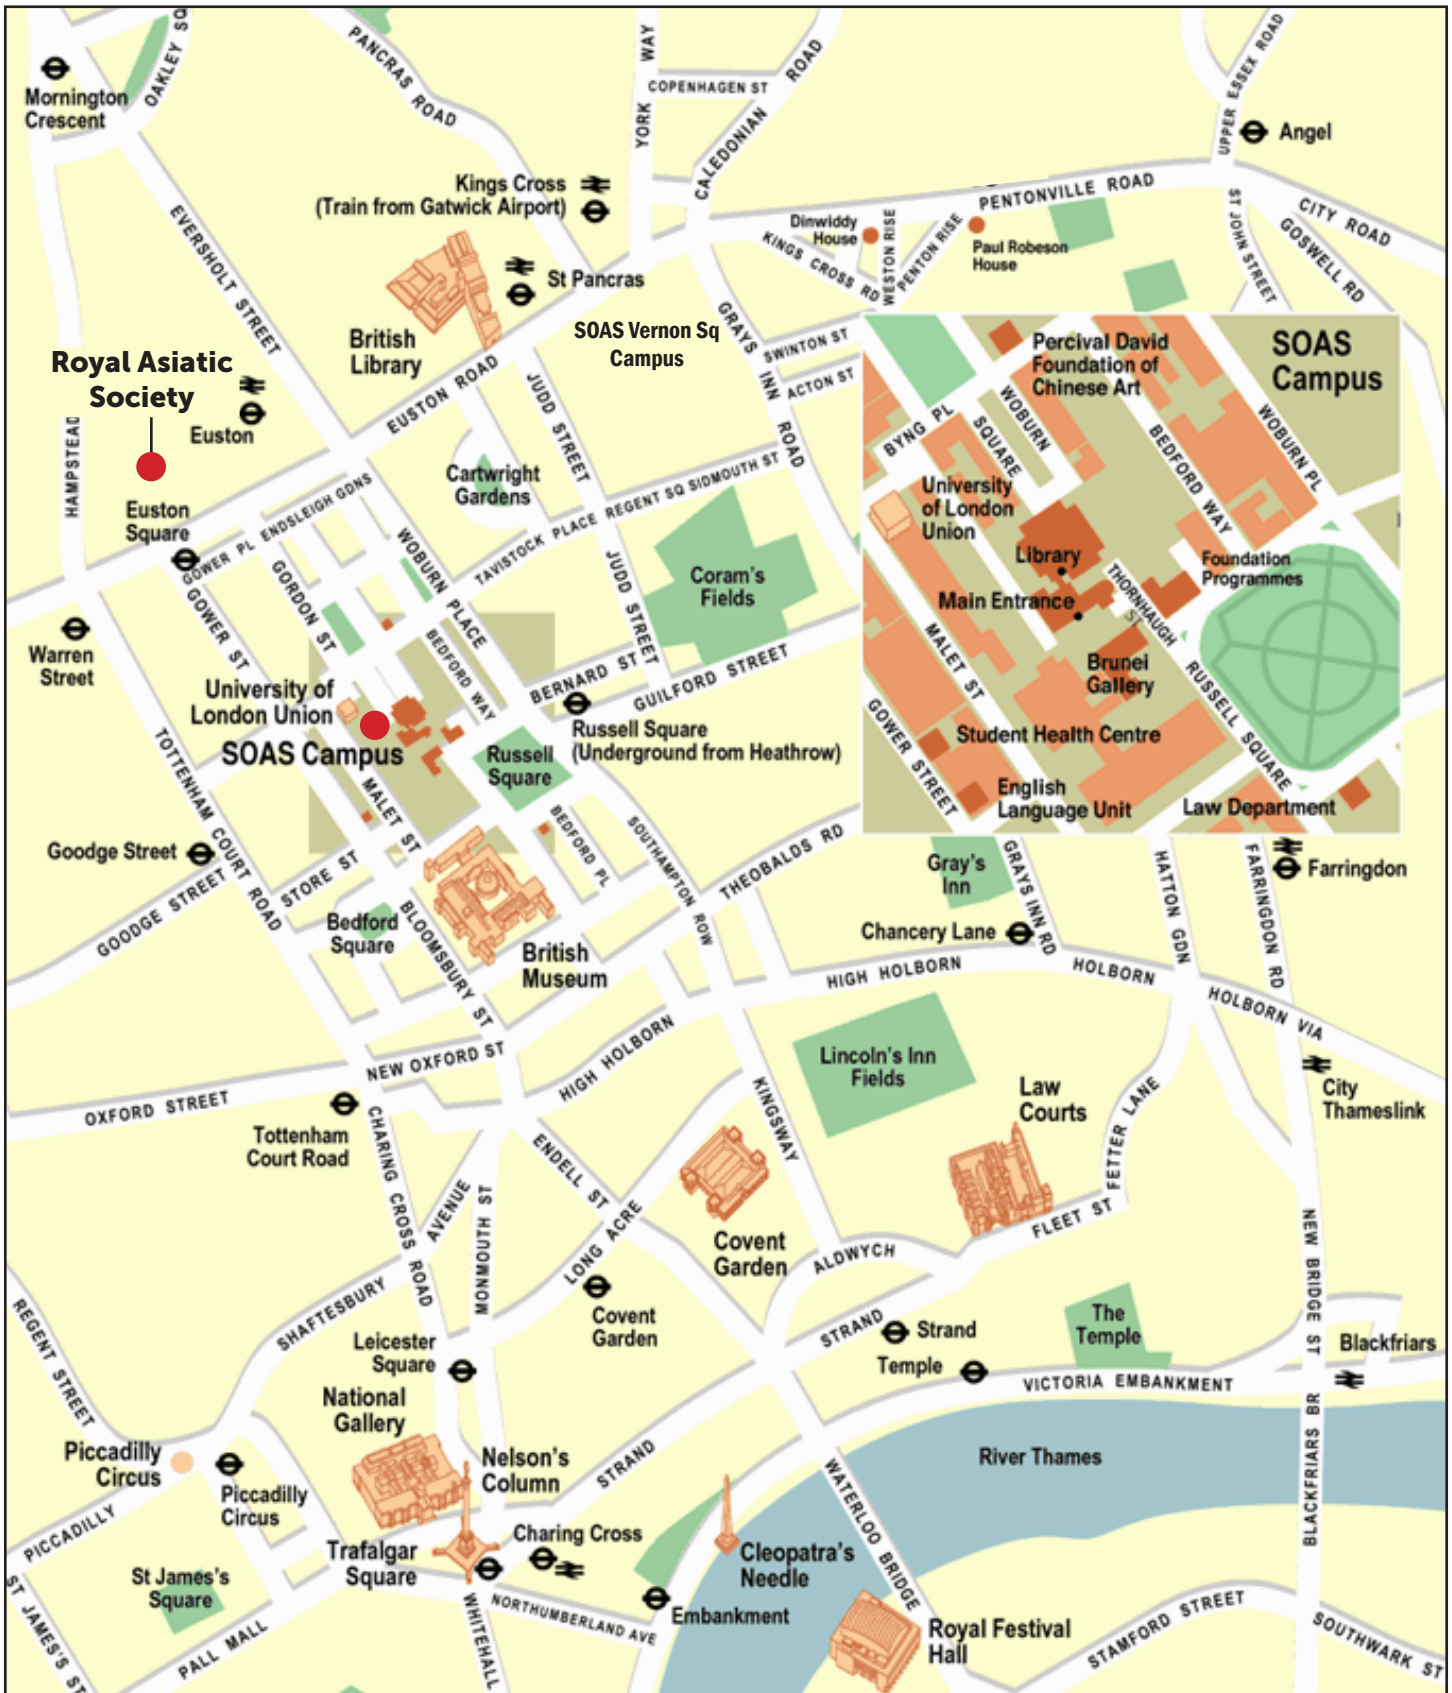 OAKLEY SQ
PANCRAS ROAD
YORK WAY
COPENHAGEN ST
CALEDONIAN ROAD
UPPER ESSEX ROAD
Mornington
Crescent
Angel
Kings Cross
(Train from Gatwick Airport)
PENTONVILLE ROAD
CITY ROAD
GOSWELL RD
ST JOHN STREET
EVERSHOLT STREET
Dinwiddy
House
KINGS CROSS RD
WESTON RISE
PENTON RISE
Paul Robeson
House
St Pancras
British
Library
SOAS Vernon Sq
Campus
GRAYS INN ROAD
SWINTON ST
ACTON ST
Royal Asiatic
Society
Euston
EUSTON ROAD
JUDD STREET
HAMPSTEAD
Euston
Square
Cartwright
Gardens
GOWER PL
ENDSLEIGH GDNS
TAVISTOCK PLACE
REGENT SQ
SIDMOUTH ST
GORDON ST
GOWER ST
WOBURN PLACE
JUDD STREET
Coram's
Fields
Warren
Street
BEDFORD WAY
BERNARD ST
GUILFORD STREET
University of
London Union
SOAS Campus
Russell Square
(Underground from Heathrow)
Russell
Square
TOTTENHAM COURT ROAD
MALET ST
BEDFORD PL
SOUTHAMPTON ROW
THEOBALDS RD
SOAS
Campus
Percival David
Foundation of
Chinese Art
BYNG PL
WOBURN
SQUARE
BEDFORD WAY
WOBURN PL
University
of London
Union
Library
Main Entrance
THORNHAUGH
ST
Foundation
Programmes
MALET ST
Brunei
Gallery
RUSSELL SQUARE
GOWER STREET
Student Health Centre
English
Language Unit
Law Department
Goodge Street
GOODGE STREET
STORE ST
Bedford
Square
BLOOMSBURY ST
British
Museum
Gray's
Inn
GRAYS INN RD
HATTON GDN
FARRINGDON RD
Farringdon
Chancery Lane
HIGH HOLBORN
HOLBORN
HOLBORN VIA
NEW OXFORD ST
HIGH HOLBORN
OXFORD STREET
Lincoln's Inn
Fields
KINGSWAY
Law
Courts
FETTER LANE
City
Thameslink
Tottenham
Court Road
CHARING CROSS ROAD
ENDELL ST
AVENUE
MONMOUTH ST
LONG ACRE
Covent
Garden
ALDWYCH
FLEET ST
NEW BRIDGE ST
REGENT STREET
SHAFTESBURY
Covent
Garden
STRAND
Strand
The
Temple
Temple
Blackfriars
VICTORIA EMBANKMENT
Leicester
Square
National
Gallery
Piccadilly
Circus
Piccadilly
Circus
Nelson's
Column
STRAND
River Thames
WATERLOO BRIDGE
BLACKFRIARS BR
PICCADILLY
Trafalgar
Square
Charing Cross
Cleopatra's
Needle
St James's
Square
NORTHUMBERLAND AVE
Embankment
ST JAMES'S ST
PALL MALL
WHITEHALL
Royal Festival
Hall
STAMFORD STREET
SOUTHWARK ST